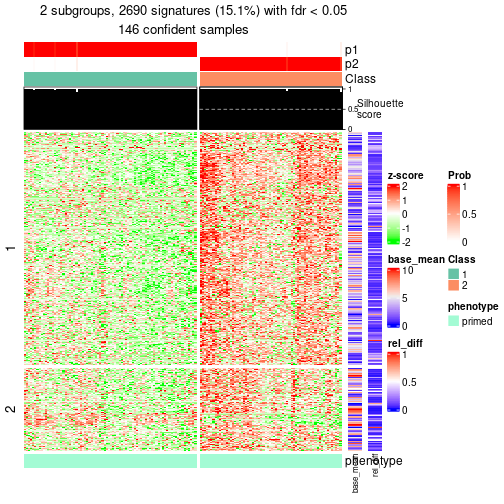 2 subgroups, 2690 signatures (15.1%) with fdr < 0.05
146 confident samples
p1
p2
Class
1
0.5
0
Silhouette
score
1
2
z-score
2
1
0
-1
-2
Prob
1
0.5
0
base_mean
10
5
0
Class
1
2
phenotype
primed
rel_diff
1
0.5
0
phenotype